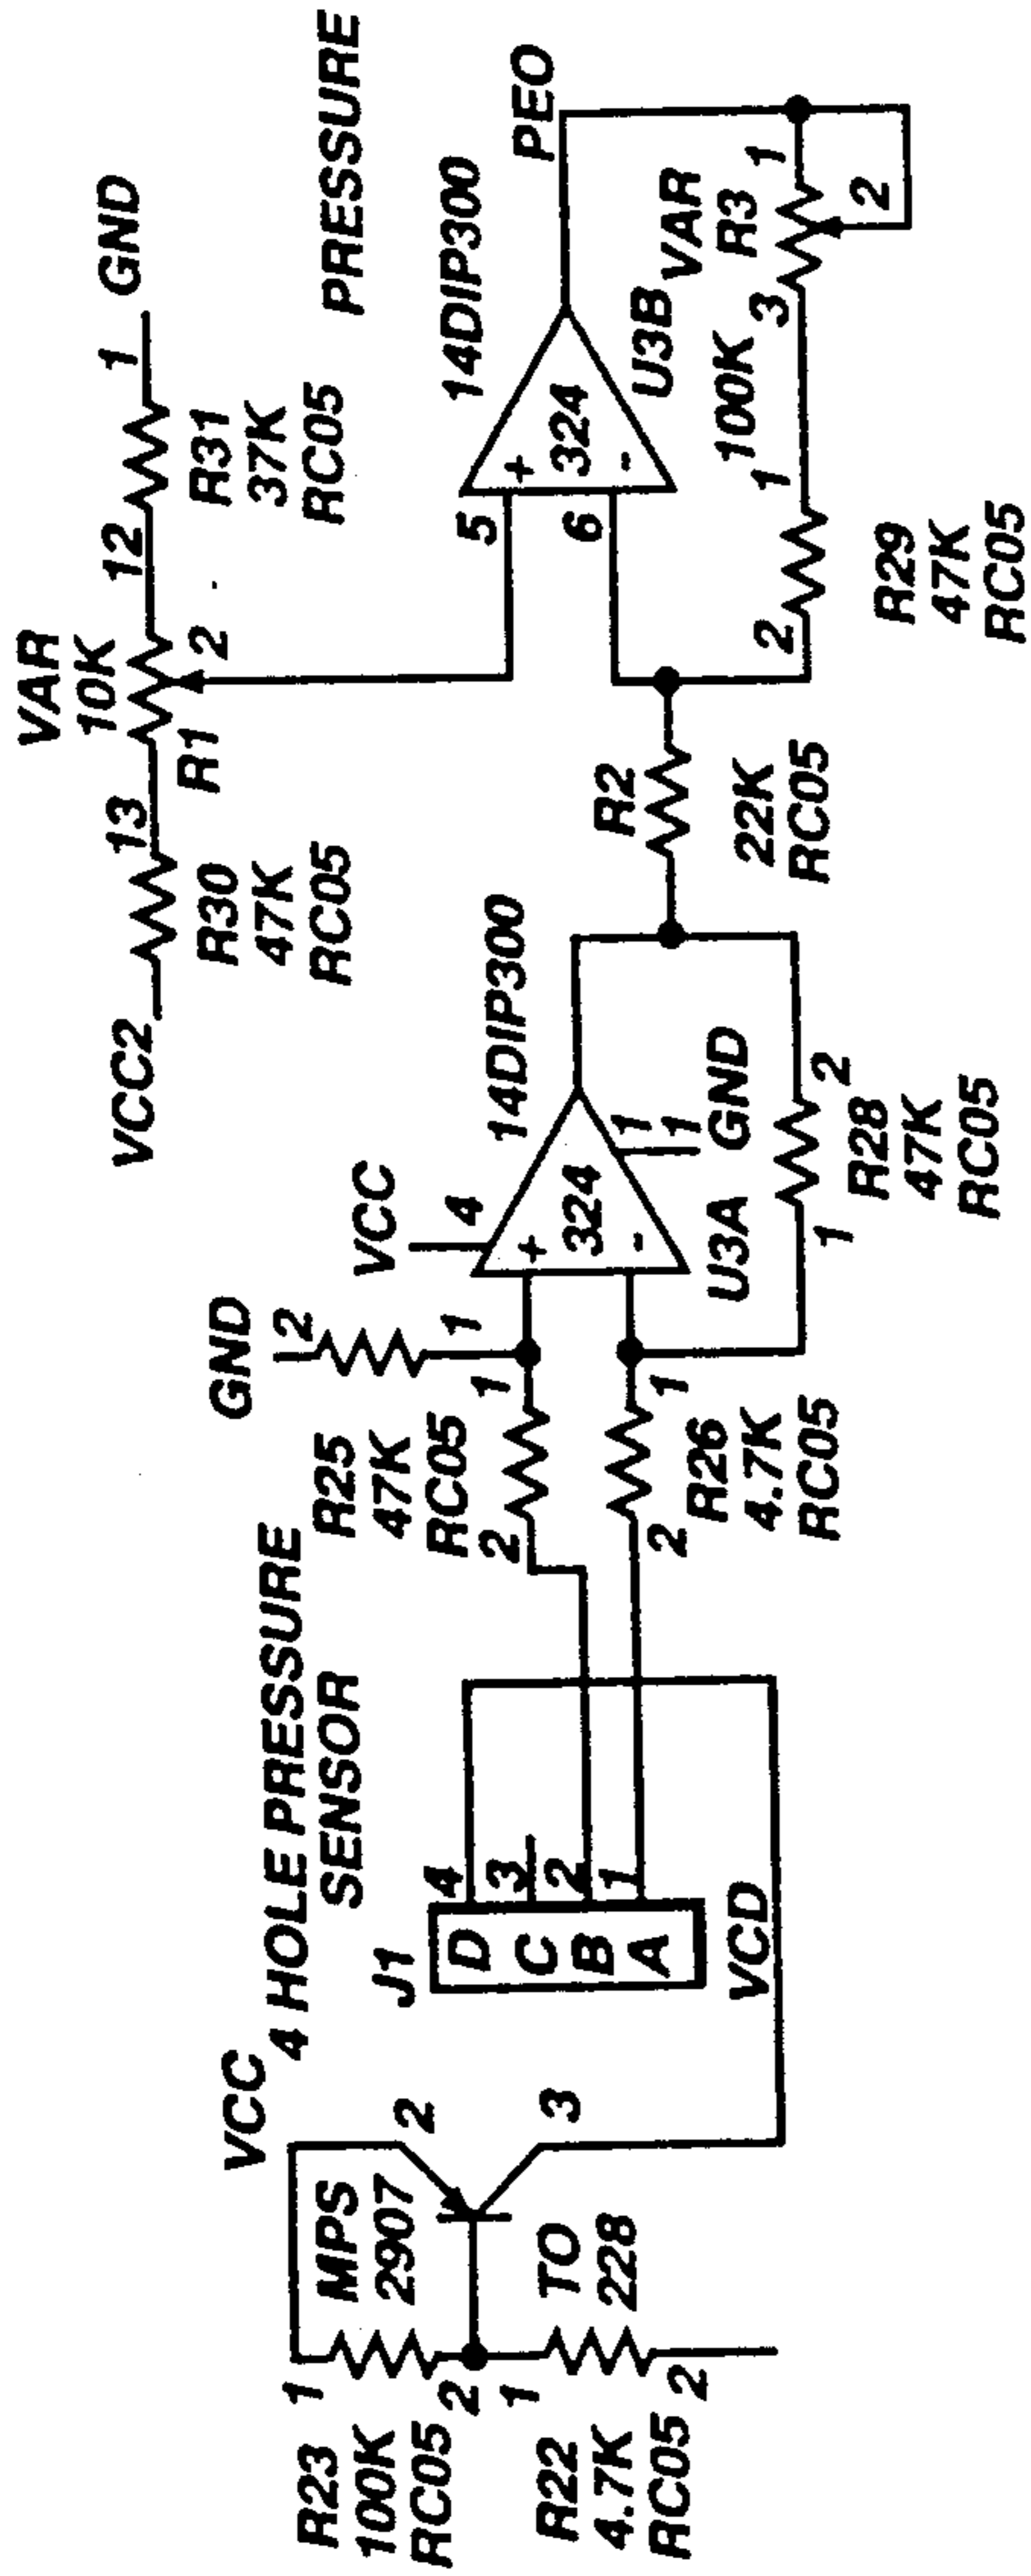 VCC
R23
100K
RC05
1
2
MPS
2907
2
3
TO
228
R22
4.7K
RC05
1
2
4 HOLE PRESSURE
SENSOR
J1
D 4
C 3
B 2
A 1
VCD
GND
2
1
R25
47K
RC05
2
1
2
1
R26
4.7K
RC05
VCC
4
14DIP300
+
324
-
U3A
1
1
GND
1
2
R28
47K
RC05
R2
22K
RC05
VCC2
R30
47K
RC05
13
VAR
10K
R1
2
12
R31
37K
RC05
1
GND
PRESSURE
14DIP300
5
6
+
324
-
U3B
PEO
2
1
R29
47K
RC05
100K
VAR
R3
3
1
2